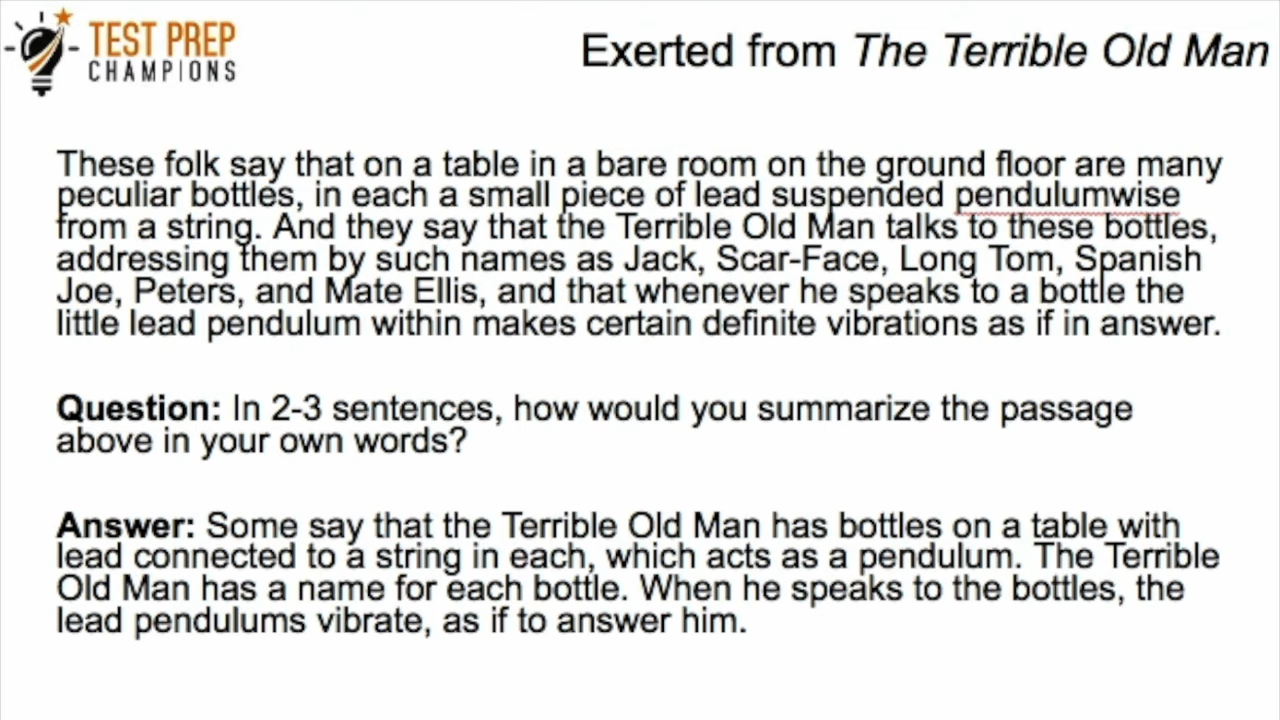 TEST PREP
CHAMPIONS
Exerted from The Terrible Old Man
These folk say that on a table in a bare room on the ground floor are many
peculiar bottles, in each a small piece of lead suspended pendulumwise
from a string. And they say that the Terrible Old Man talks to these bottles,
addressing them by such names as Jack, Scar-Face, Long Tom, Spanish
Joe, Peters, and Mate Ellis, and that whenever he speaks to a bottle the
little lead pendulum within makes certain definite vibrations as if in answer.
Question: In 2-3 sentences, how would you summarize the passage
above in your own words?
Answer: Some say that the Terrible Old Man has bottles on a table with
lead connected to a string in each, which acts as a pendulum. The Terrible
Old Man has a name for each bottle. When he speaks to the bottles, the
lead pendulums vibrate, as if to answer him.